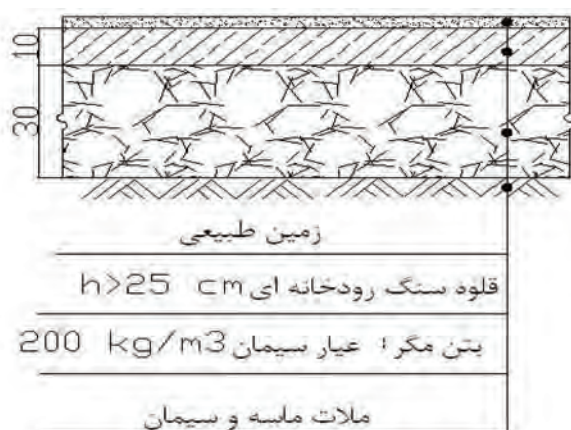 10
30
زمین طبیعی
قلوه سنگ رودخانه ای h>25 cm
بتن مگر : عیار سیمان 200 kg/m3
ملات ماسه و سیمان